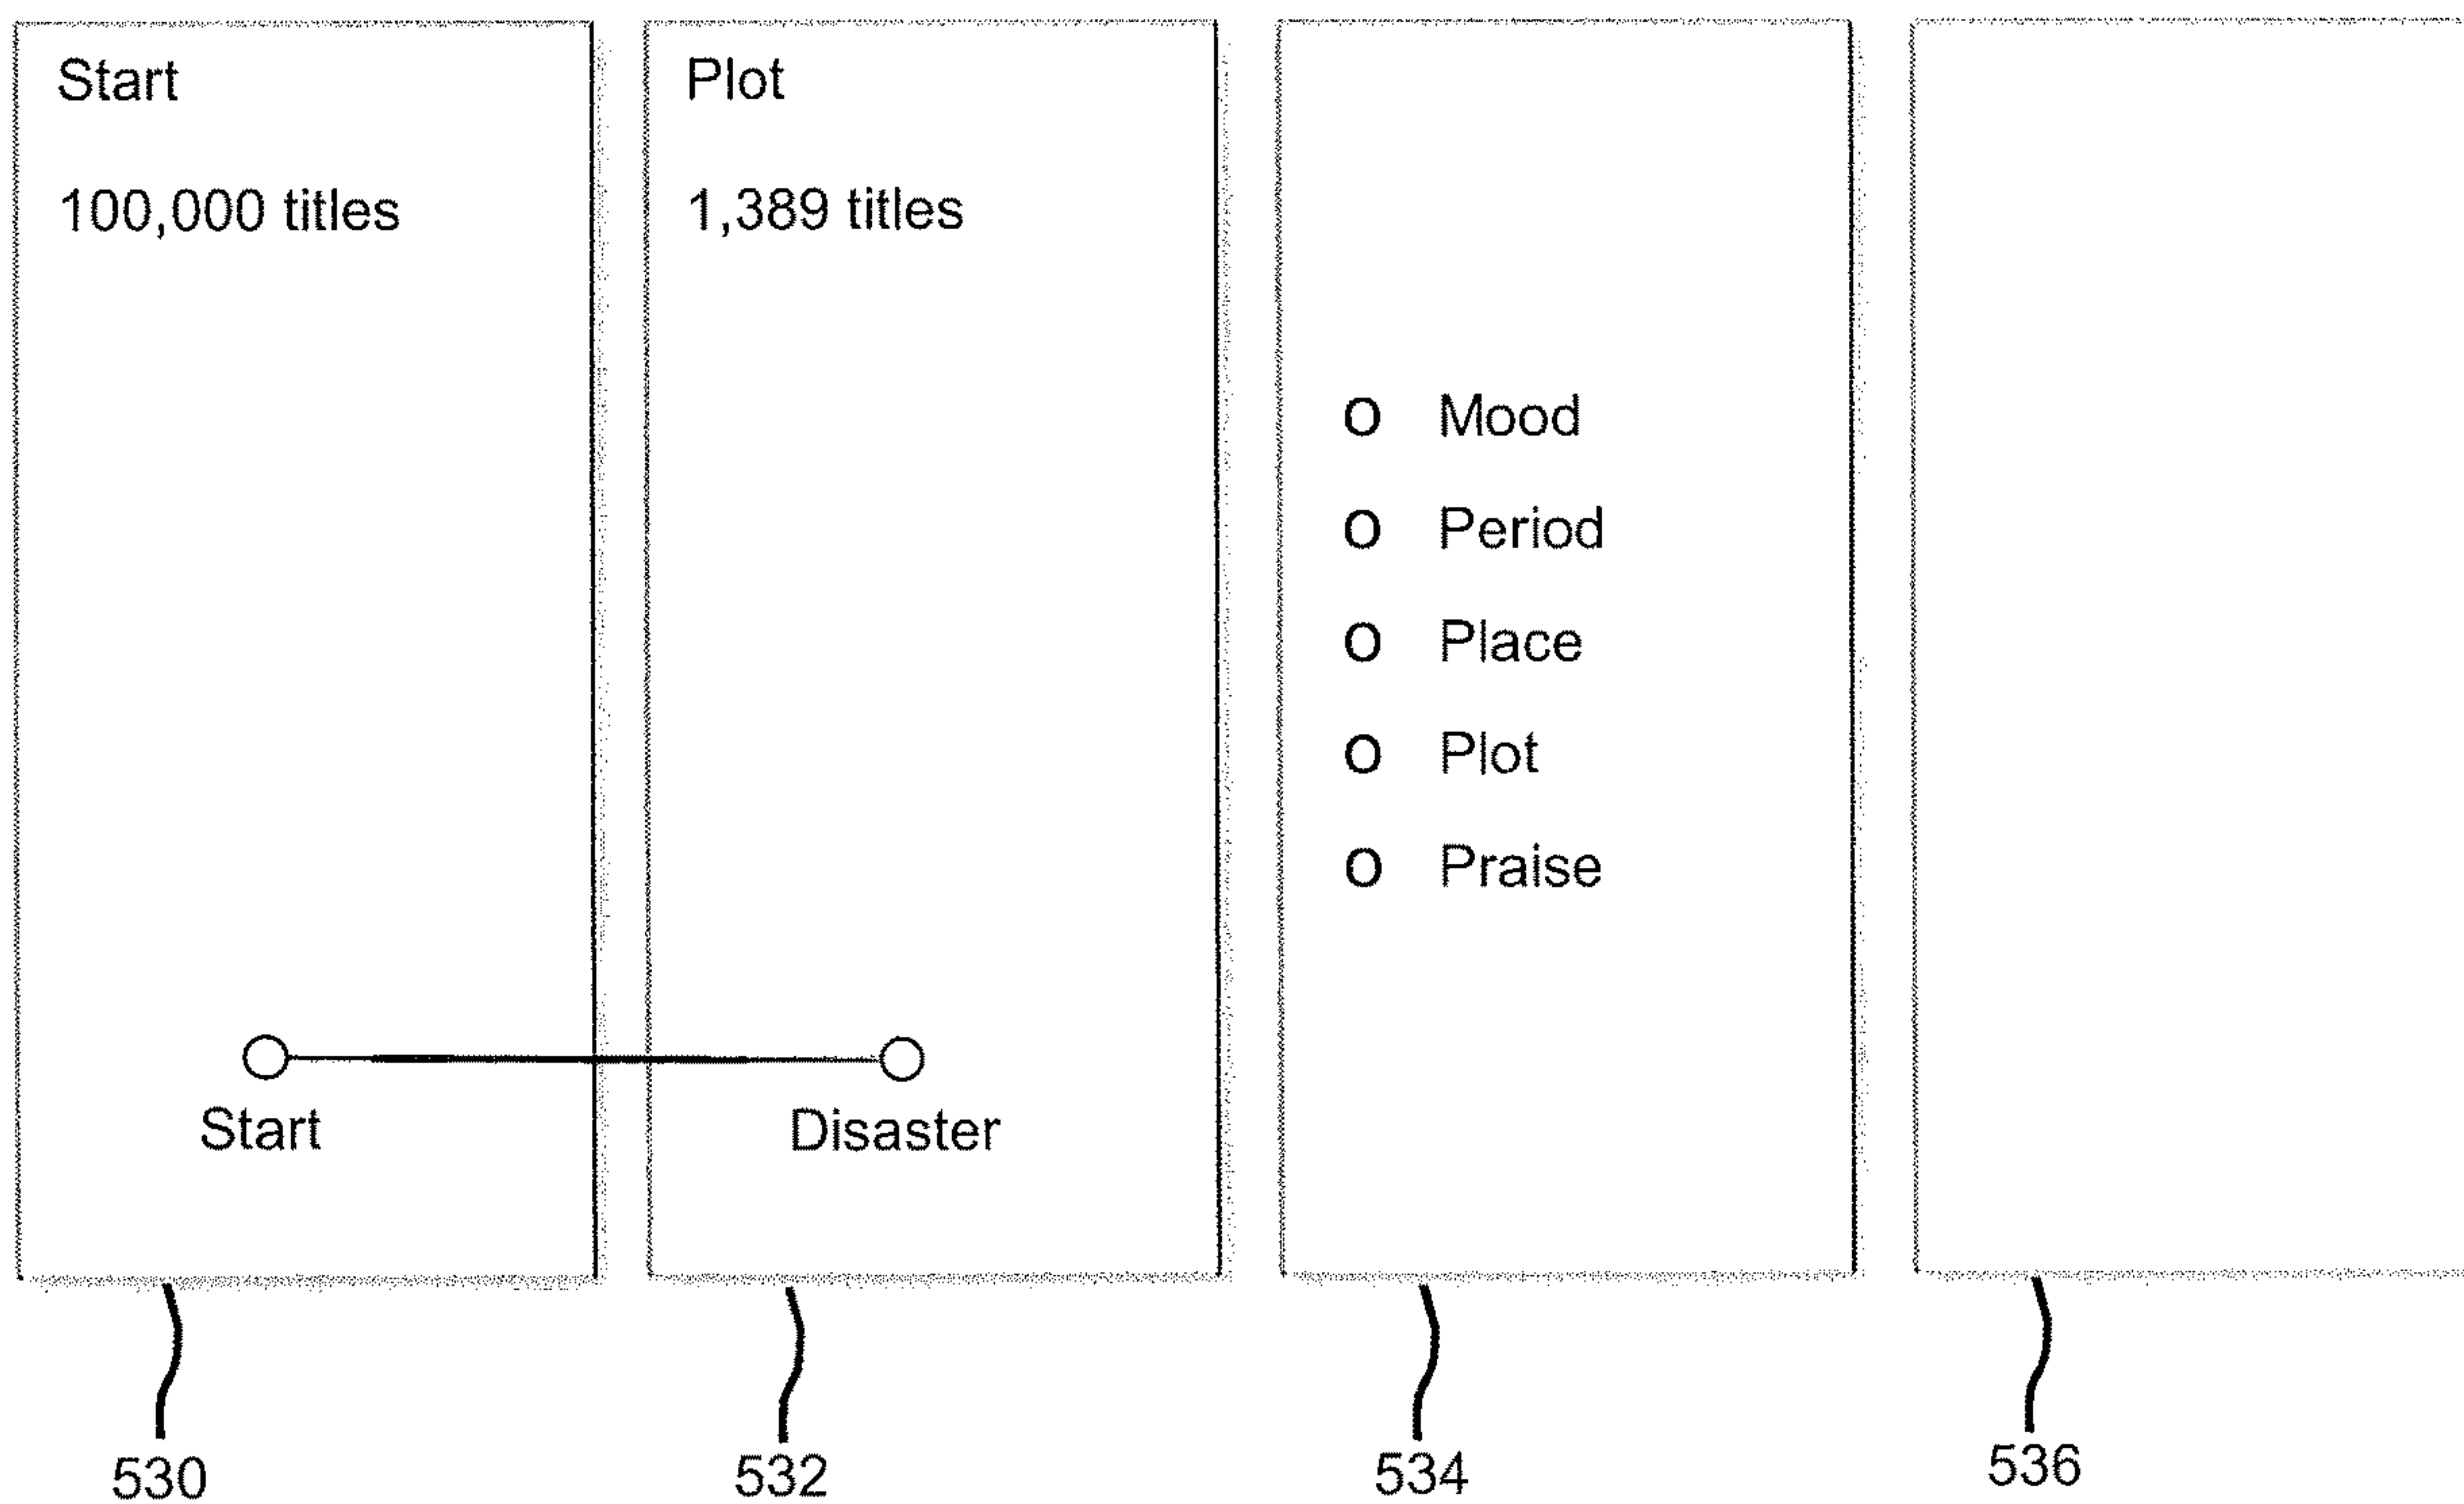 Start
100,000 titles
Start
Plot
1,389 titles
Disaster
O Mood
O Period
O Place
O Plot
O Praise
530
532
534
536